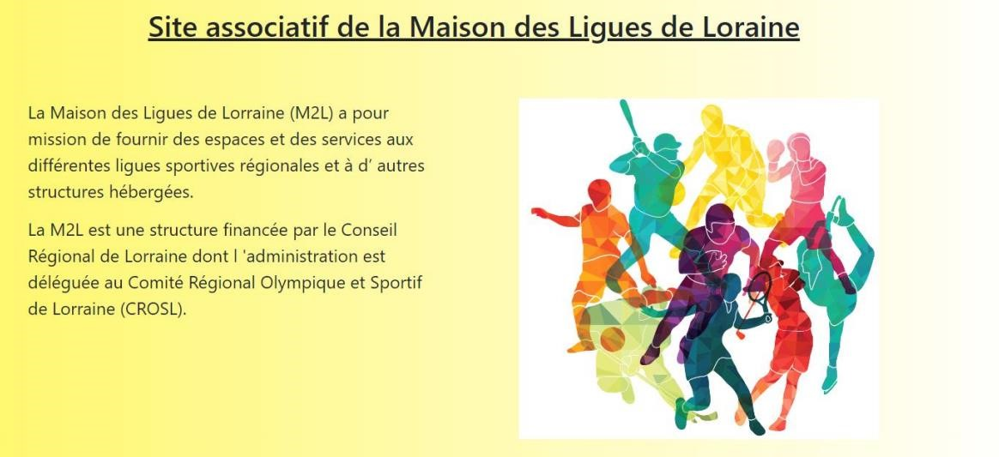 Site associatif de la Maison des Ligues de Loraine
La Maison des Ligues de Lorraine (M2L) a pour
mission de fournir des espaces et des services aux
différentes ligues sportives régionales et à d’ autres
structures hébergées.
La M2L est une structure financée par le Conseil
Régional de Lorraine dont l 'administration est
déléguée au Comité Régional Olympique et Sportif
de Lorraine (CROSL).